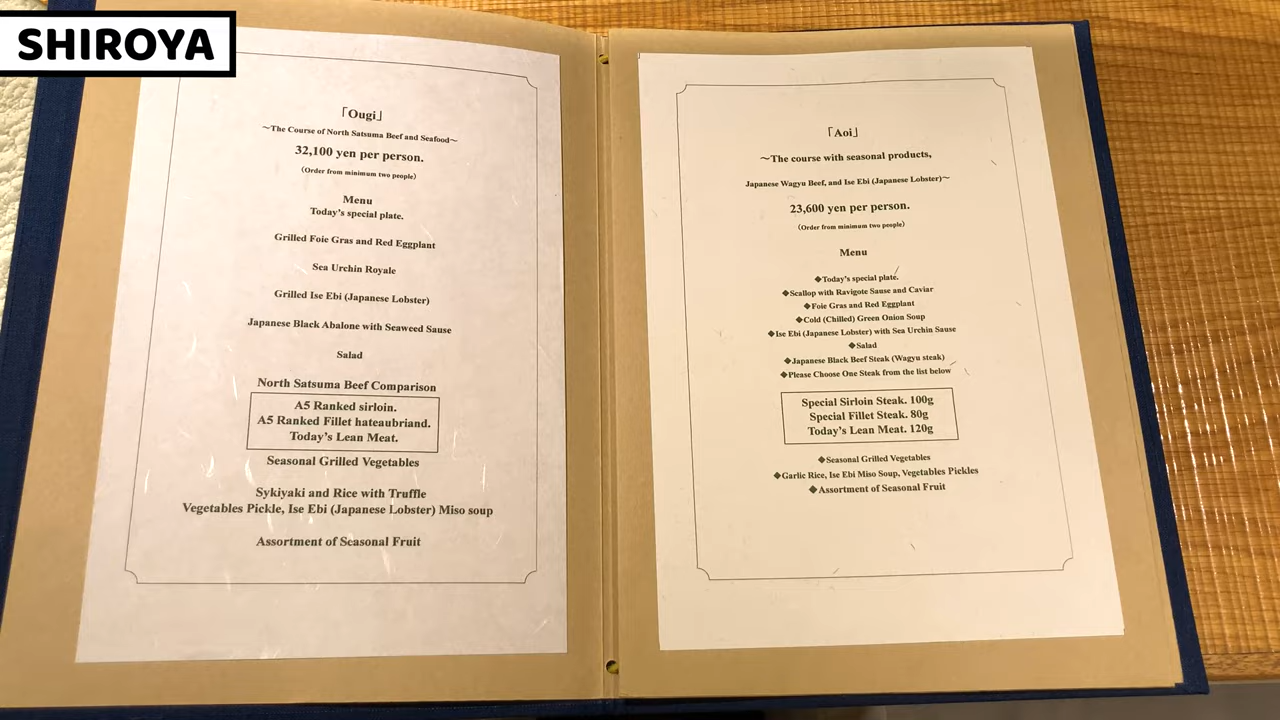 SHIROYA
「Ougi」
～The Course of North Satsuma Beef and Seafood～
32,100 yen per person.
(Order from minimum two people)
Menu
Today's special plate.
Grilled Foie Gras and Red Eggplant
Sea Urchin Royale
Grilled Ise Ebi (Japanese Lobster)
Japanese Black Abalone with Seaweed Sause
Salad
North Satsuma Beef Comparison
A5 Ranked sirloin.
A5 Ranked Fillet hateaubriand.
Today's Lean Meat.
Seasonal Grilled Vegetables
Sykiyaki and Rice with Truffle
Vegetables Pickle, Ise Ebi (Japanese Lobster) Miso soup
Assortment of Seasonal Fruit
「Aoi」
～The course with seasonal products,
Japanese Wagyu Beef, and Ise Ebi (Japanese Lobster)～
23,600 yen per person.
(Order from minimum two people)
Menu
◆Today's special plate.
◆Scallop with Ravigote Sause and Caviar
◆Foie Gras and Red Eggplant
◆Cold (Chilled) Green Onion Soup
◆Ise Ebi (Japanese Lobster) with Sea Urchin Sause
◆Salad
◆Japanese Black Beef Steak (Wagyu steak)
◆Please Choose One Steak from the list below
Special Sirloin Steak. 100g
Special Fillet Steak. 80g
Today's Lean Meat. 120g
◆Seasonal Grilled Vegetables
◆Garlic Rice, Ise Ebi Miso Soup, Vegetables Pickles
◆Assortment of Seasonal Fruit